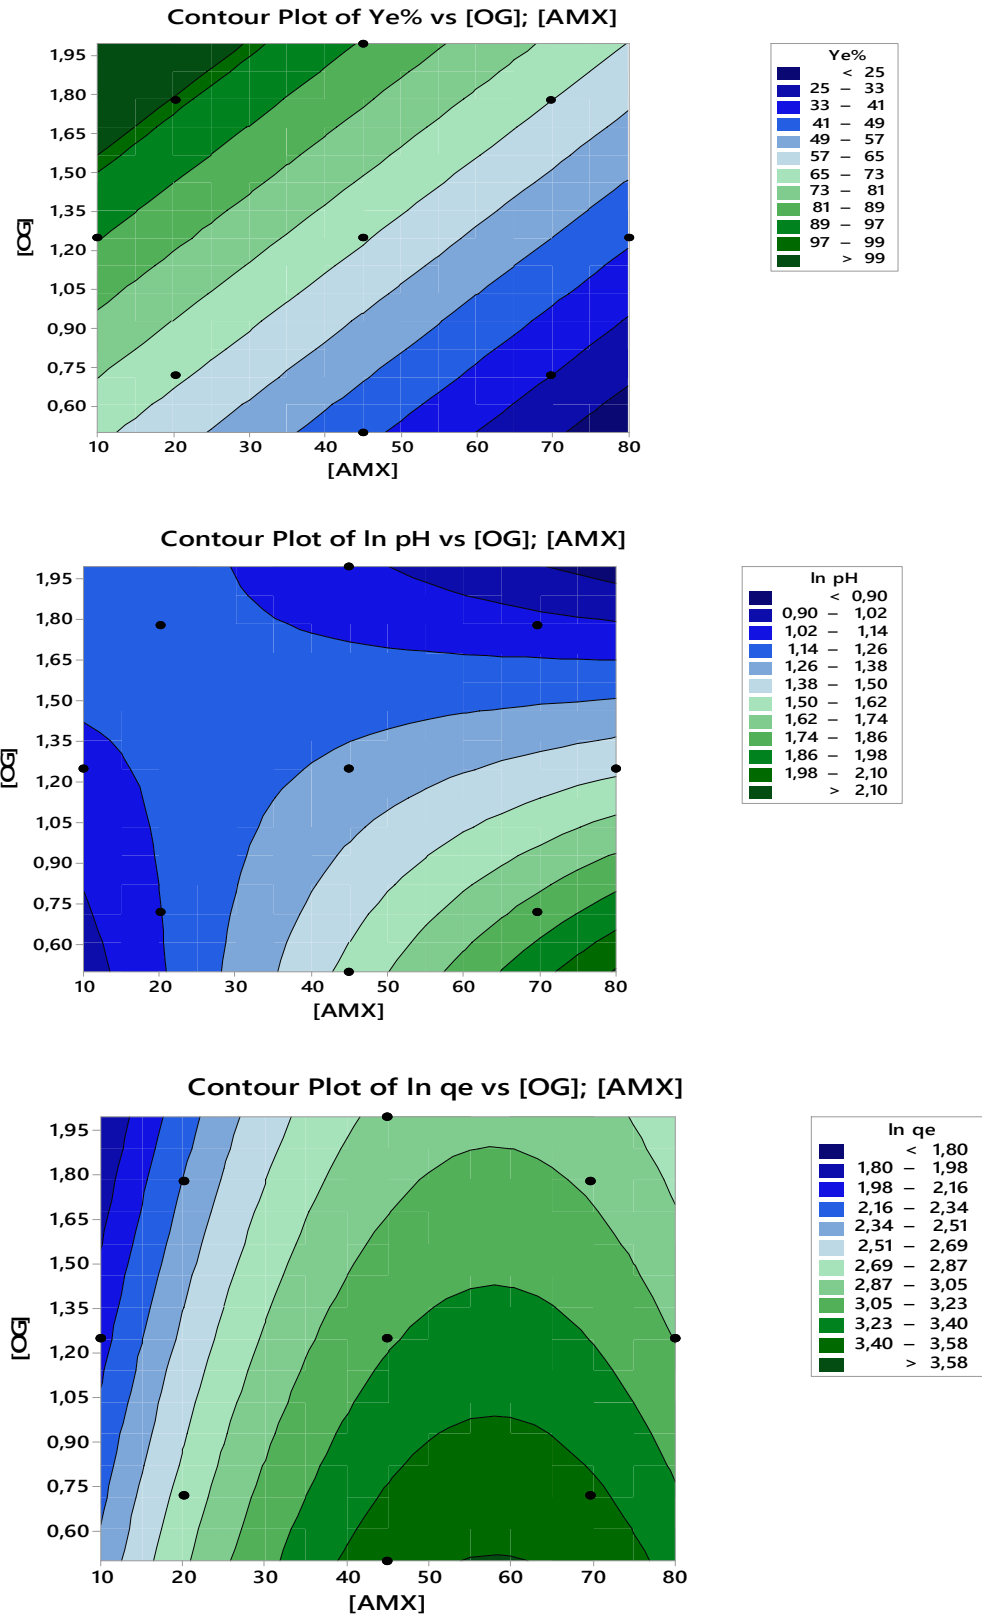 Contour Plot of Ye% vs [OG]; [AMX]
[OG]
1,95
1,80
1,65
1,50
1,35
1,20
1,05
0,90
0,75
0,60
10 20 30 40 50 60 70 80
[AMX]
Ye%
< 25
25 – 33
33 – 41
41 – 49
49 – 57
57 – 65
65 – 73
73 – 81
81 – 89
89 – 97
97 – 99
> 99
Contour Plot of ln pH vs [OG]; [AMX]
[OG]
1,95
1,80
1,65
1,50
1,35
1,20
1,05
0,90
0,75
0,60
10 20 30 40 50 60 70 80
[AMX]
ln pH
< 0,90
0,90 – 1,02
1,02 – 1,14
1,14 – 1,26
1,26 – 1,38
1,38 – 1,50
1,50 – 1,62
1,62 – 1,74
1,74 – 1,86
1,86 – 1,98
1,98 – 2,10
> 2,10
Contour Plot of ln qe vs [OG]; [AMX]
[OG]
1,95
1,80
1,65
1,50
1,35
1,20
1,05
0,90
0,75
0,60
10 20 30 40 50 60 70 80
[AMX]
ln qe
< 1,80
1,80 – 1,98
1,98 – 2,16
2,16 – 2,34
2,34 – 2,51
2,51 – 2,69
2,69 – 2,87
2,87 – 3,05
3,05 – 3,23
3,23 – 3,40
3,40 – 3,58
> 3,58